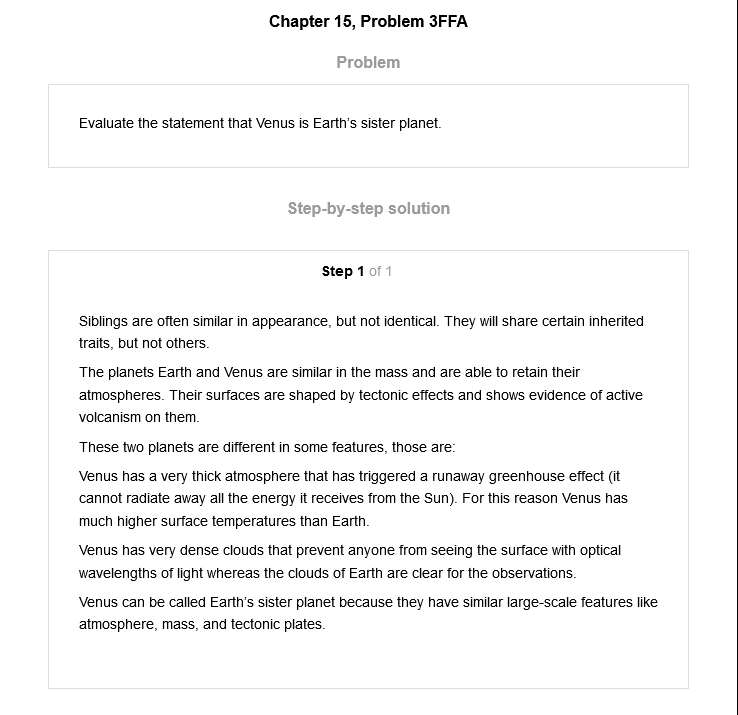 Chapter 15, Problem 3FFA
Problem
Evaluate the statement that Venus is Earth's sister planet.
Step-by-step solution
Step 1 of 1
Siblings are often similar in appearance, but not identical. They will share certain inherited
traits, but not others.
The planets Earth and Venus are similar in the mass and are able to retain their
atmospheres. Their surfaces are shaped by tectonic effects and shows evidence of active
volcanism on them.
These two planets are different in some features, those are:
Venus has a very thick atmosphere that has triggered a runaway greenhouse effect (it
cannot radiate away all the energy it receives from the Sun). For this reason Venus has
much higher surface temperatures than Earth.
Venus has very dense clouds that prevent anyone from seeing the surface with optical
wavelengths of light whereas the clouds of Earth are clear for the observations.
Venus can be called Earth's sister planet because they have similar large-scale features like
atmosphere, mass, and tectonic plates.